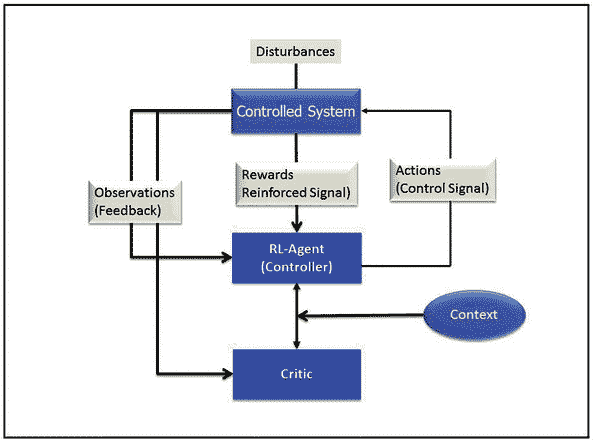 Disturbances
Controlled System
Observations
(Feedback)
Rewards
Reinforced Signal)
Actions
(Control Signal)
RL-Agent
(Controller)
Context
Critic